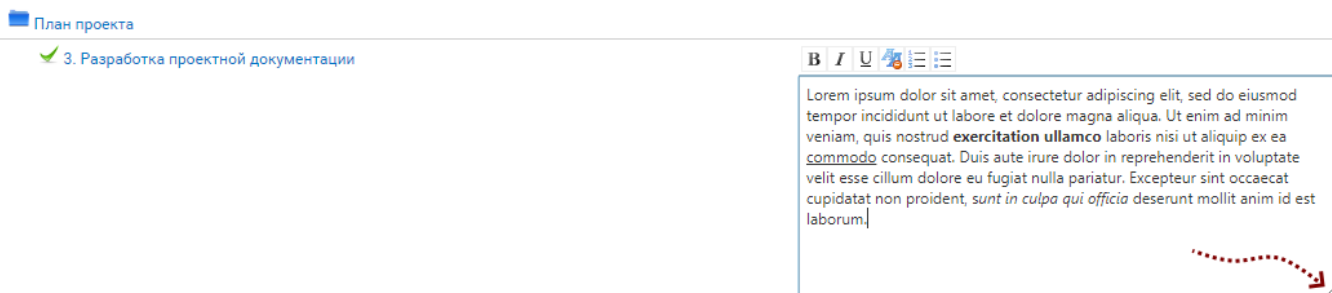 План проекта
3. Разработка проектной документации
B I U
Lorem ipsum dolor sit amet, consectetur adipiscing elit, sed do eiusmod
tempor incididunt ut labore et dolore magna aliqua. Ut enim ad minim
veniam, quis nostrud exercitation ullamco laboris nisi ut aliquip ex ea
commodo consequat. Duis aute irure dolor in reprehenderit in voluptate
velit esse cillum dolore eu fugiat nulla pariatur. Excepteur sint occaecat
cupidatat non proident, sunt in culpa qui officia deserunt mollit anim id est
laborum.